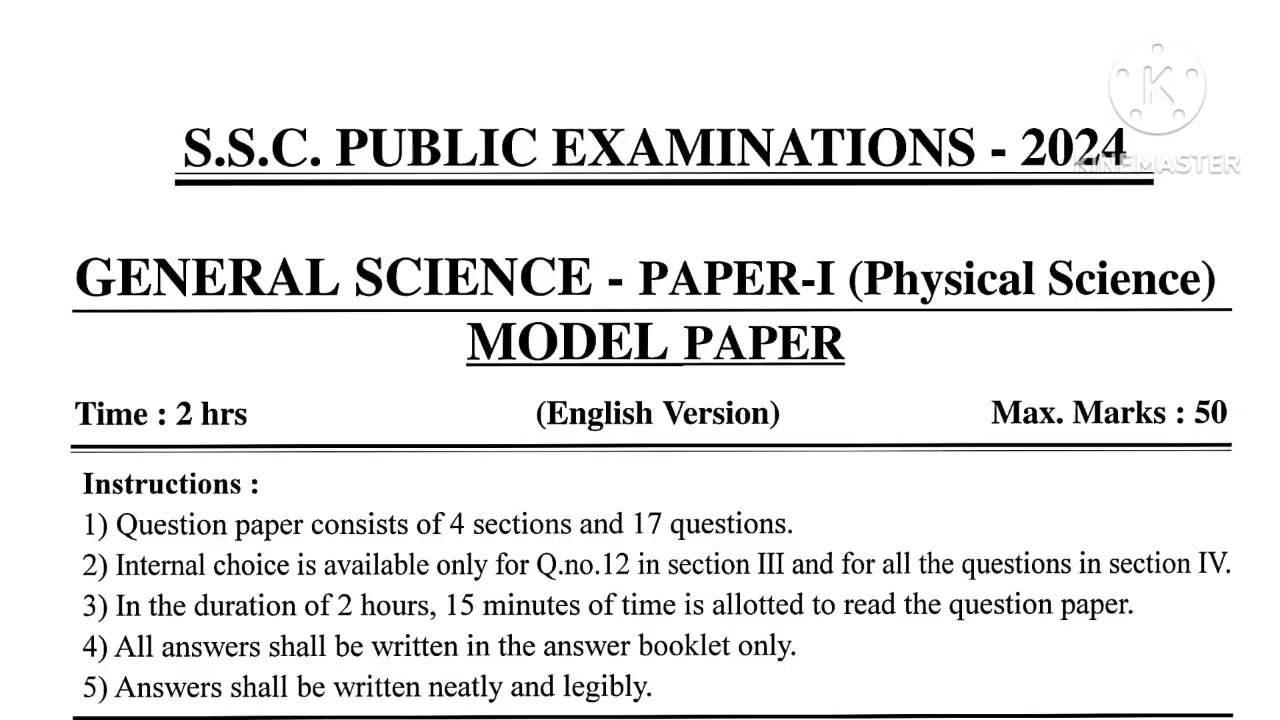 S.S.C. PUBLIC EXAMINATIONS - 2024
KINEMASTER
GENERAL SCIENCE - PAPER-I (Physical Science)
MODEL PAPER
Time : 2 hrs (English Version) Max. Marks : 50
Instructions :
1) Question paper consists of 4 sections and 17 questions.
2) Internal choice is available only for Q.no.12 in section III and for all the questions in section IV.
3) In the duration of 2 hours, 15 minutes of time is allotted to read the question paper.
4) All answers shall be written in the answer booklet only.
5) Answers shall be written neatly and legibly.